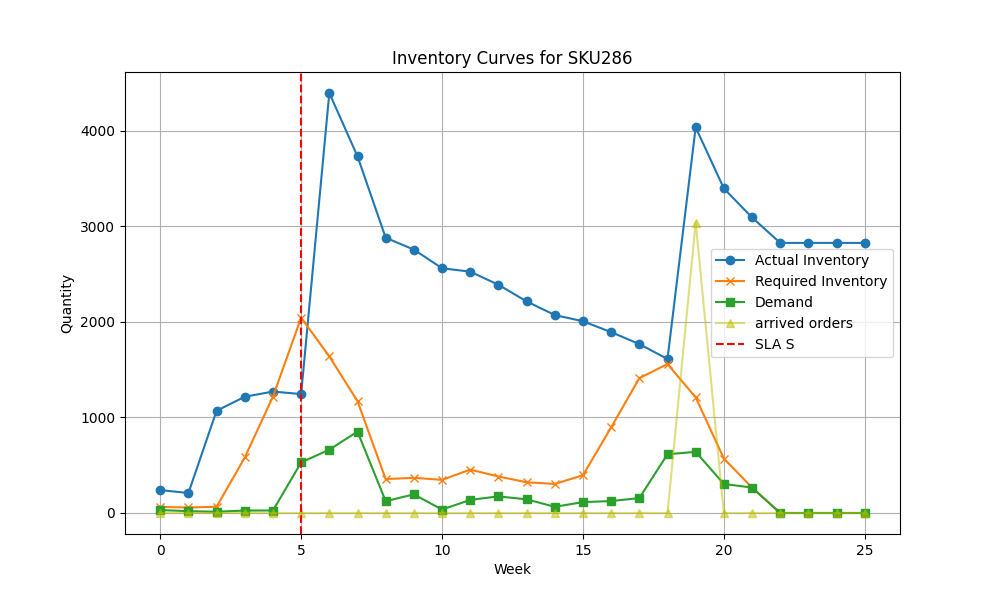 Inventory Curves for SKU286
Quantity
4000
3000
2000
1000
0
Actual Inventory
Required Inventory
Demand
arrived orders
SLA S
0 5 10 15 20 25
Week